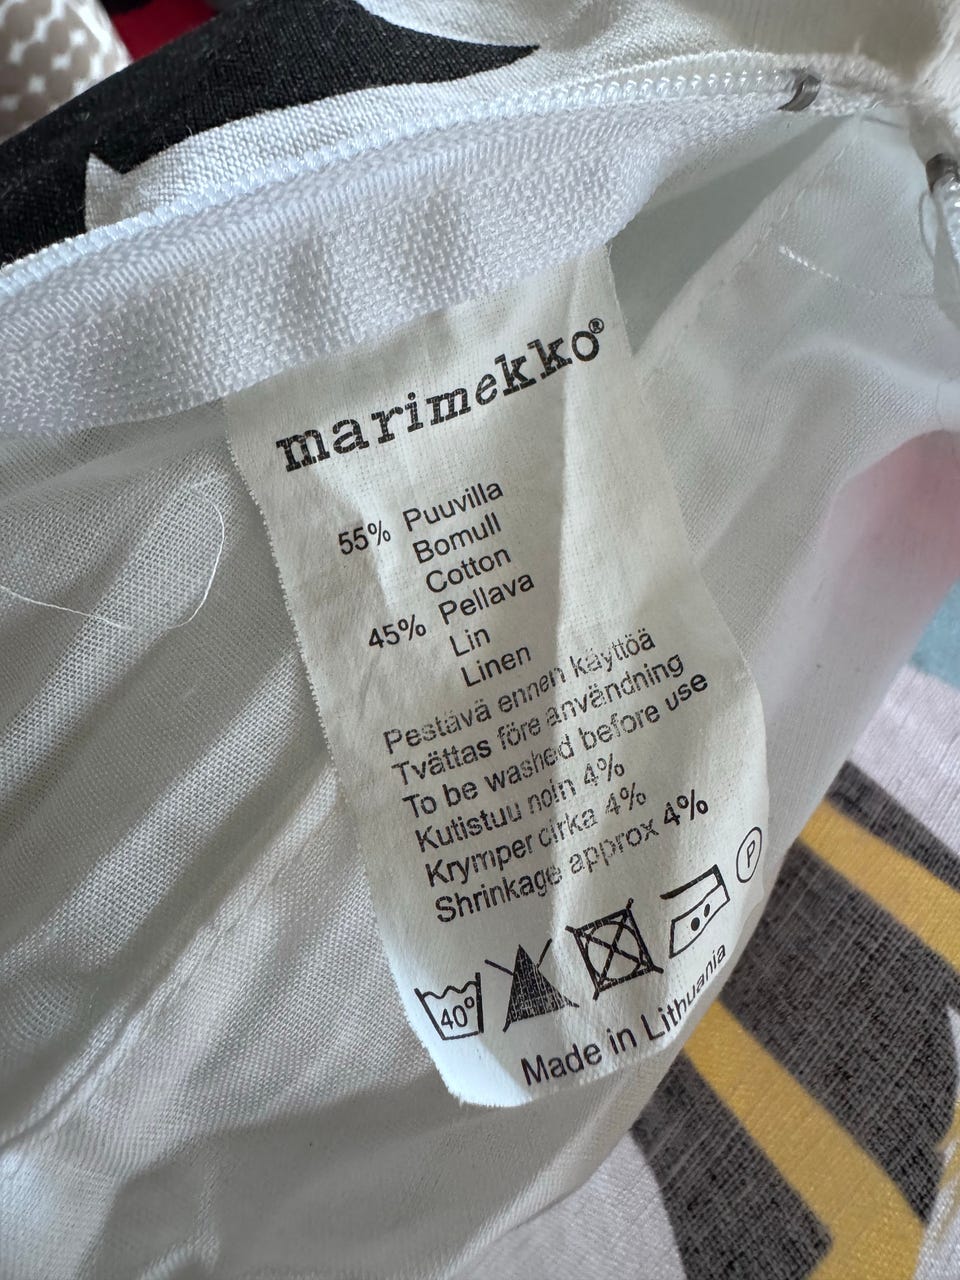 marimekko®
55% Puuvilla
Bomull
Cotton
45% Pellava
Lin
Linen
Pestävä ennen käyttöä
Tvättas före användning
To be washed before use
Kutistuu noin 4%
Krymper cirka 4%
Shrinkage approx 4%
40° P
Made in Lithuania